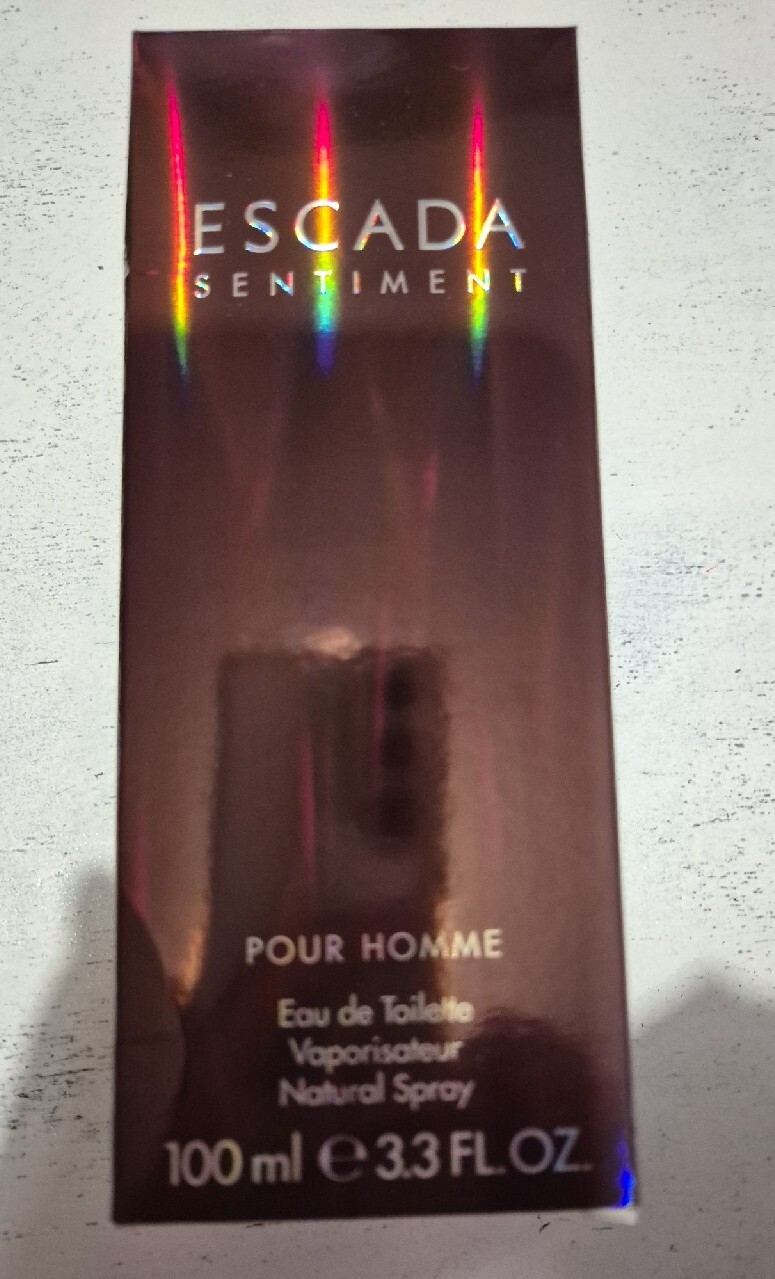 ESCADA
SENTIMENT
POUR HOMME
Eau de Toilette
Vaporisateur
Natural Spray
100 ml ℮ 3.3 FL.OZ.